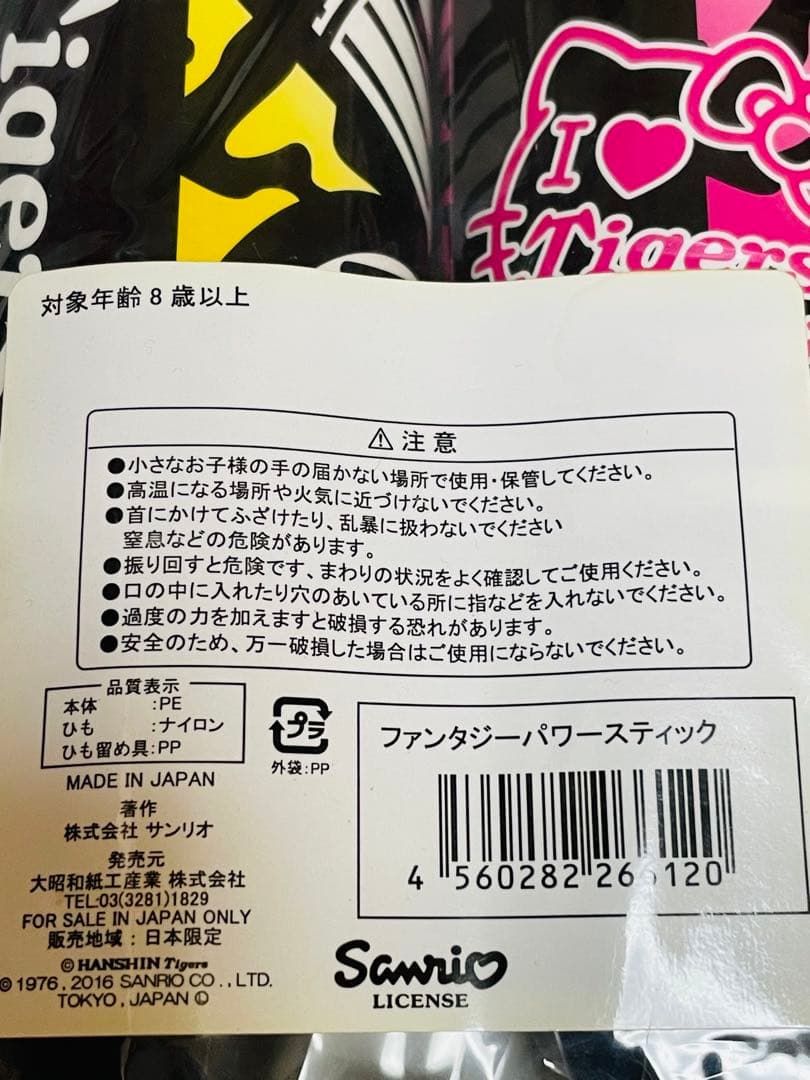 I ♥
Tigers
対象年齢8歳以上
⚠ 注意
●小さなお子様の手の届かない場所で使用・保管してください。
●高温になる場所や火気に近づけないでください。
●首にかけてふざけたり、乱暴に扱わないでください
窒息などの危険があります。
●振り回すと危険です、まわりの状況をよく確認してご使用ください。
●口の中に入れたり穴のあいている所に指などを入れないでください。
●過度の力を加えますと破損する恐れがあります。
●安全のため、万一破損した場合はご使用にならないでください。
品質表示
本体 :PE
ひも :ナイロン
ひも留め具:PP
プラ
外袋:PP
MADE IN JAPAN
著作
株式会社 サンリオ
発売元
大昭和紙工産業 株式会社
TEL:03(3281)1829
FOR SALE IN JAPAN ONLY
販売地域：日本限定
© HANSHIN Tigers
© 1976, 2016 SANRIO CO., LTD.
TOKYO, JAPAN Ⓛ
ファンタジーパワースティック
4 560282 266120
Sanrio
LICENSE